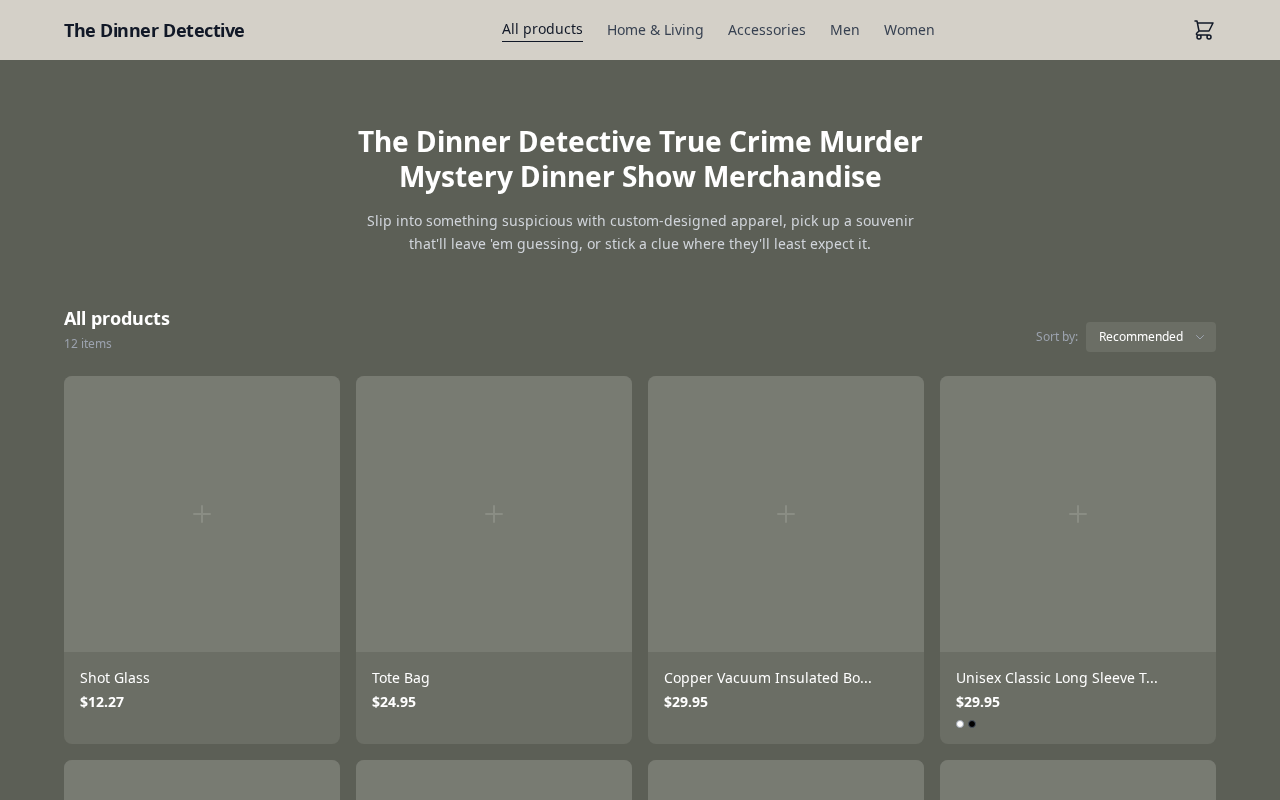 The Dinner Detective
All products
Home & Living
Accessories
Men
Women
The Dinner Detective True Crime Murder
Mystery Dinner Show Merchandise
Slip into something suspicious with custom-designed apparel, pick up a souvenir
that'll leave 'em guessing, or stick a clue where they'll least expect it.
All products
12 items
Sort by:
Recommended
Shot Glass
$12.27
Tote Bag
$24.95
Copper Vacuum Insulated Bo...
$29.95
Unisex Classic Long Sleeve T...
$29.95